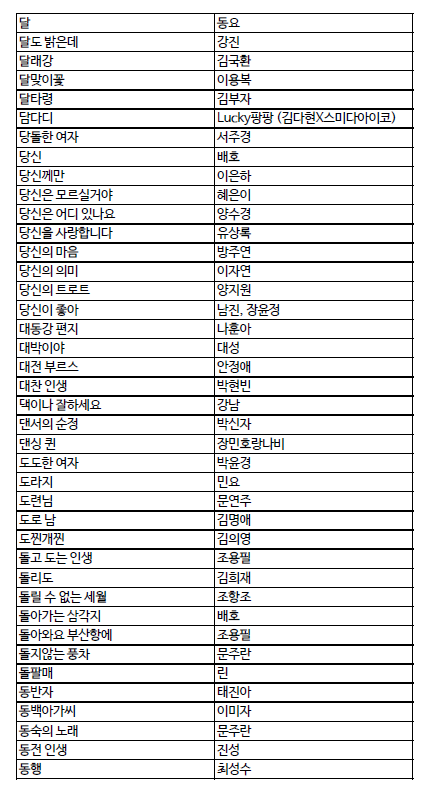 달 동요
달도 밝은데 강진
달래강 김국환
달맞이꽃 이용복
달타령 김부자
담다디 Lucky팡팡 (김다현X스미다아이코)
당돌한 여자 서주경
당신 배호
당신께만 이은하
당신은 모르실거야 혜은이
당신은 어디 있나요 양수경
당신을 사랑합니다 유상록
당신의 마음 방주연
당신의 의미 이자연
당신의 트로트 양지원
당신이 좋아 남진, 장윤정
대동강 편지 나훈아
대박이야 대성
대전 부르스 안정애
대찬 인생 박현빈
댁이나 잘하세요 강남
댄서의 순정 박신자
댄싱 퀸 장민호랑나비
도도한 여자 박윤경
도라지 민요
도련님 문연주
도로 남 김명애
도찐개찐 김의영
돌고 도는 인생 조용필
돌리도 김희재
돌릴 수 없는 세월 조항조
돌아가는 삼각지 배호
돌아와요 부산항에 조용필
돌지않는 풍차 문주란
돌팔매 린
동반자 태진아
동백아가씨 이미자
동숙의 노래 문주란
동전 인생 진성
동행 최성수